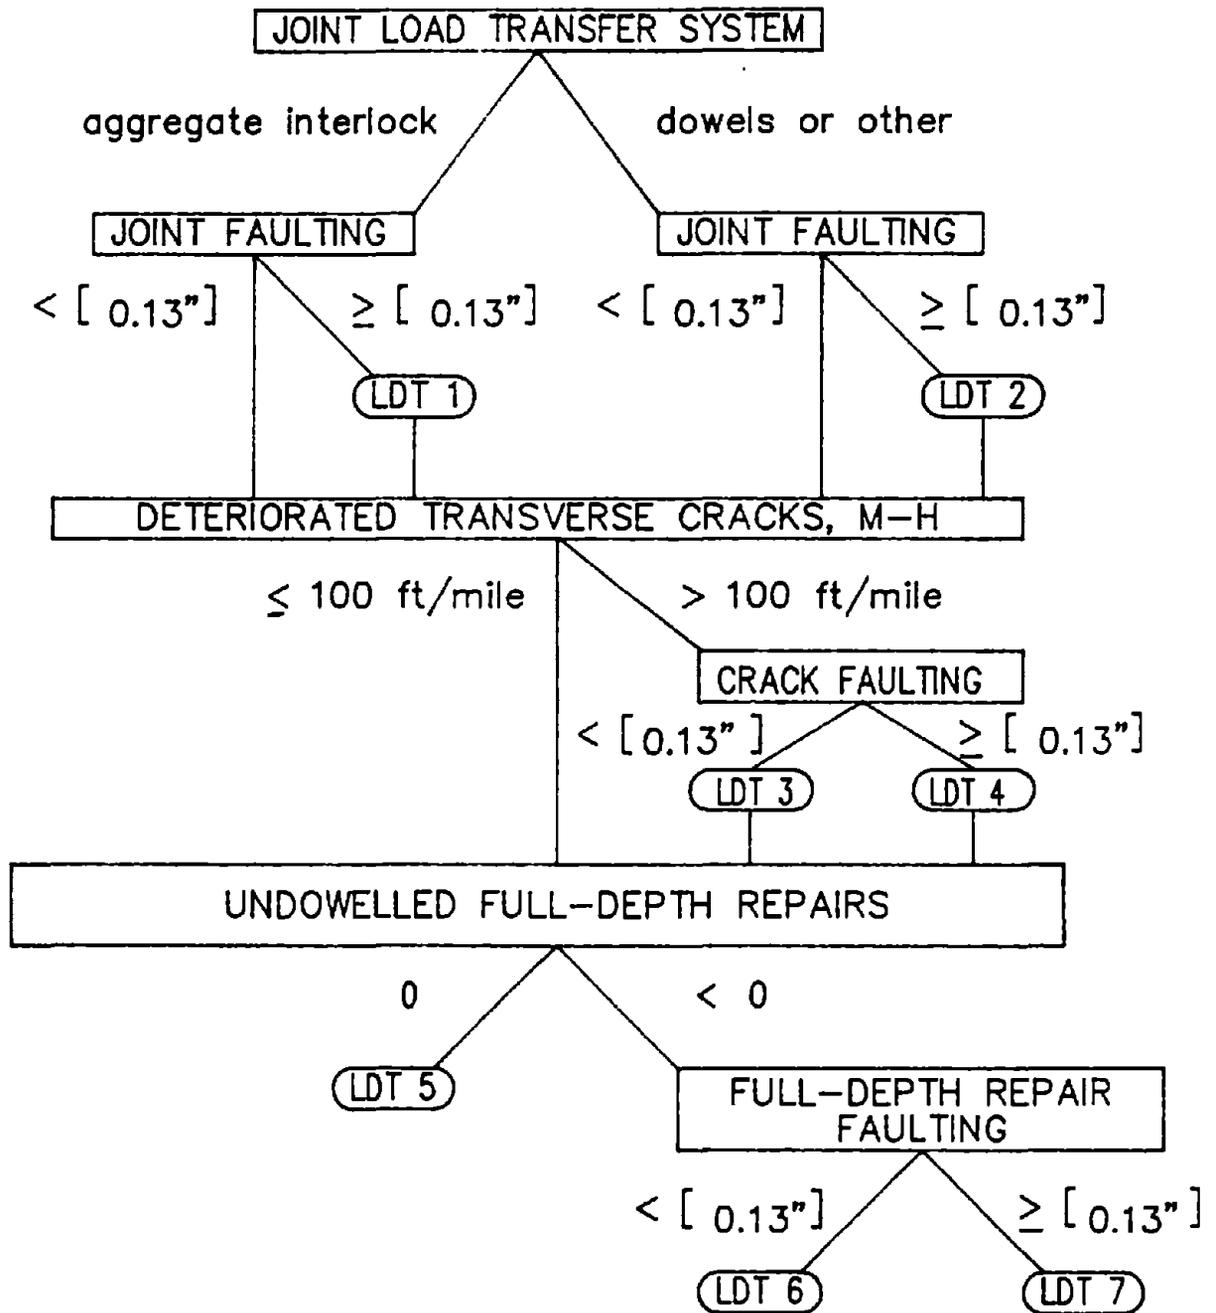 JOINT LOAD TRANSFER SYSTEM
aggregate interlock
dowels or other
JOINT FAULTING
JOINT FAULTING
< [ 0.13"]
≥ [ 0.13"]
< [ 0.13"]
≥ [ 0.13"]
LDT 1
LDT 2
DETERIORATED TRANSVERSE CRACKS, M-H
≤ 100 ft/mile
> 100 ft/mile
CRACK FAULTING
< [0.13" ]
≥ [ 0.13"]
LDT 3
LDT 4
UNDOWELLED FULL-DEPTH REPAIRS
0
< 0
LDT 5
FULL-DEPTH REPAIR
FAULTING
< [ 0.13"]
≥ [0.13" ]
LDT 6
LDT 7